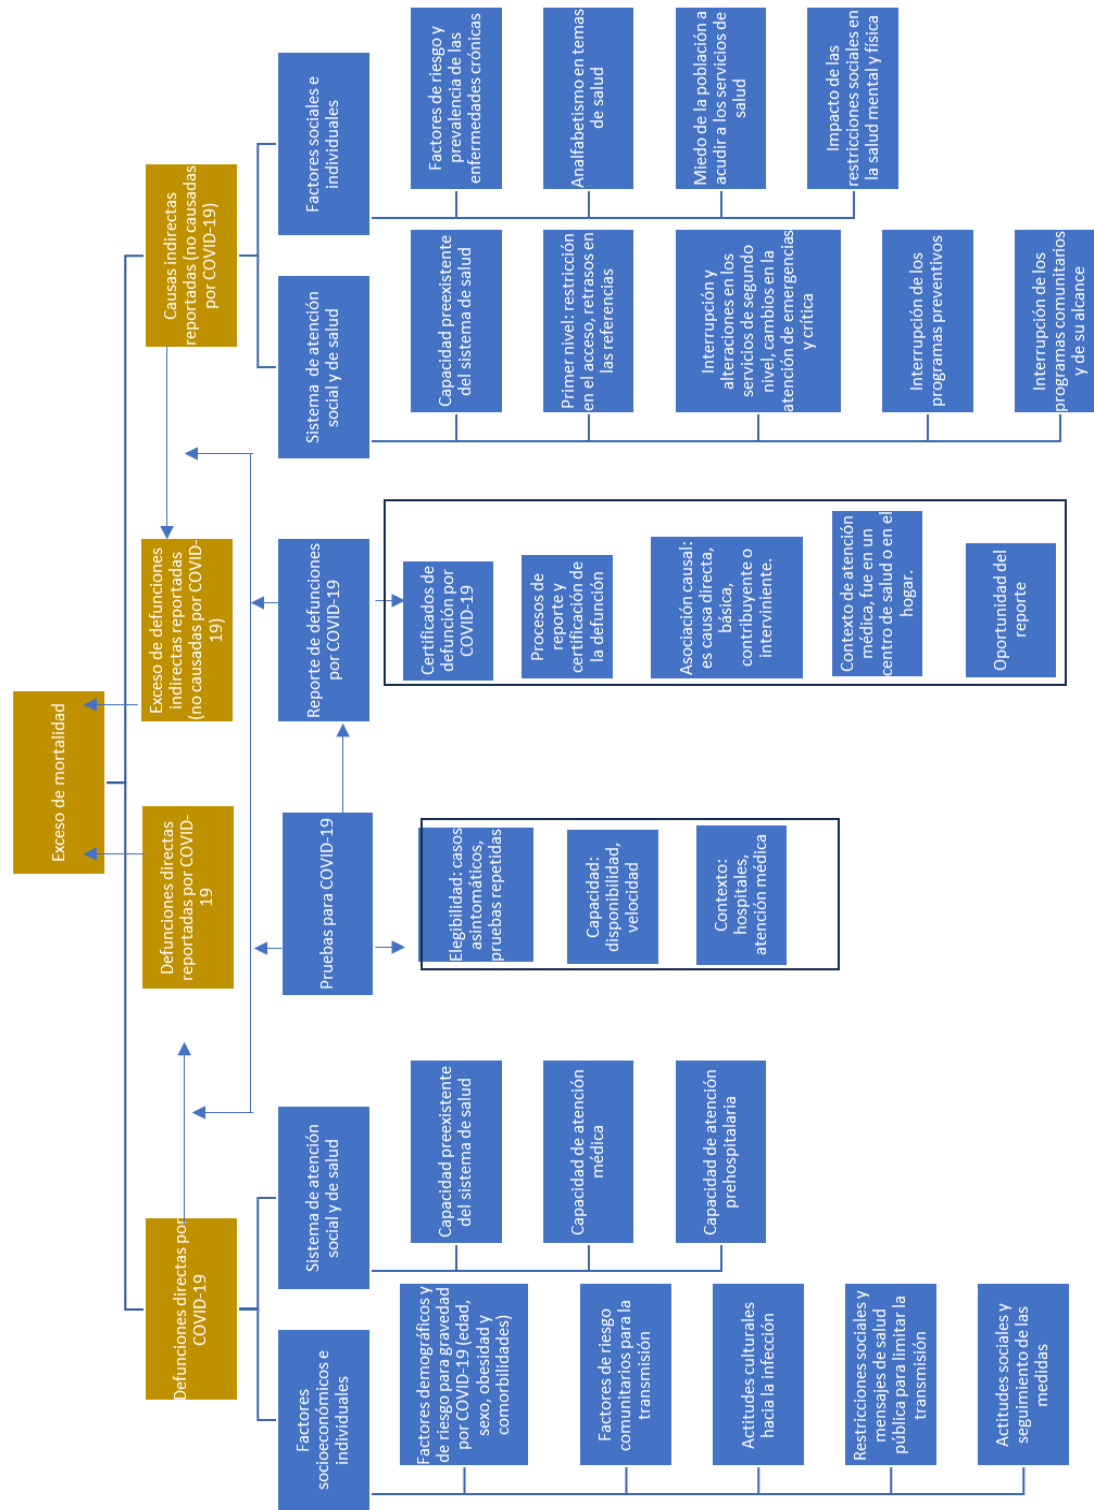 Exceso de mortalidad
Defunciones directas por
COVID-19
Defunciones directas
reportadas por COVID-
19
Exceso de defunciones
indirectas reportadas
(no causadas por COVID-
19)
Causas indirectas
reportadas (no causadas
por COVID-19)
Factores
socioeconómicos e
individuales
Sistema de atención
social y de salud
Pruebas para COVID-19
Reporte de defunciones
por COVID-19
Sistema de atención
social y de salud
Factores sociales e
individuales
Factores demográficos y
de riesgo para gravedad
por COVID-19 (edad,
sexo, obesidad y
comorbilidades)
Factores de riesgo
comunitarios para la
transmisión
Actitudes culturales
hacia la infección
Restricciones sociales y
mensajes de salud
pública para limitar la
transmisión
Actitudes sociales y
seguimiento de las
medidas
Capacidad preexistente
del sistema de salud
Capacidad de atención
médica
Capacidad de atención
prehospitalaria
Elegibilidad: casos
asintomáticos,
pruebas repetidas
Capacidad:
disponibilidad,
velocidad
Contexto:
hospitales,
atención médica
Certificados de
defunción por
COVID-19
Procesos de
reporte y
certificación de
la defunción
Asociación causal:
es causa directa,
básica,
contribuyente o
interviniente.
Contexto de atención
médica, fue en un
centro de salud o en el
hogar.
Oportunidad del
reporte
Capacidad preexistente
del sistema de salud
Primer nivel: restricción
en el acceso, retrasos en
las referencias
Interrupción y
alteraciones en los
servicios de segundo
nivel, cambios en la
atención de emergencias
y crítica
Interrupción de los
programas preventivos
Interrupción de los
programas comunitarios
y de su alcance
Factores de riesgo y
prevalencia de las
enfermedades crónicas
Analfabetismo en temas
de salud
Miedo de la población a
acudir a los servicios de
salud
Impacto de las
restricciones sociales en
la salud mental y física